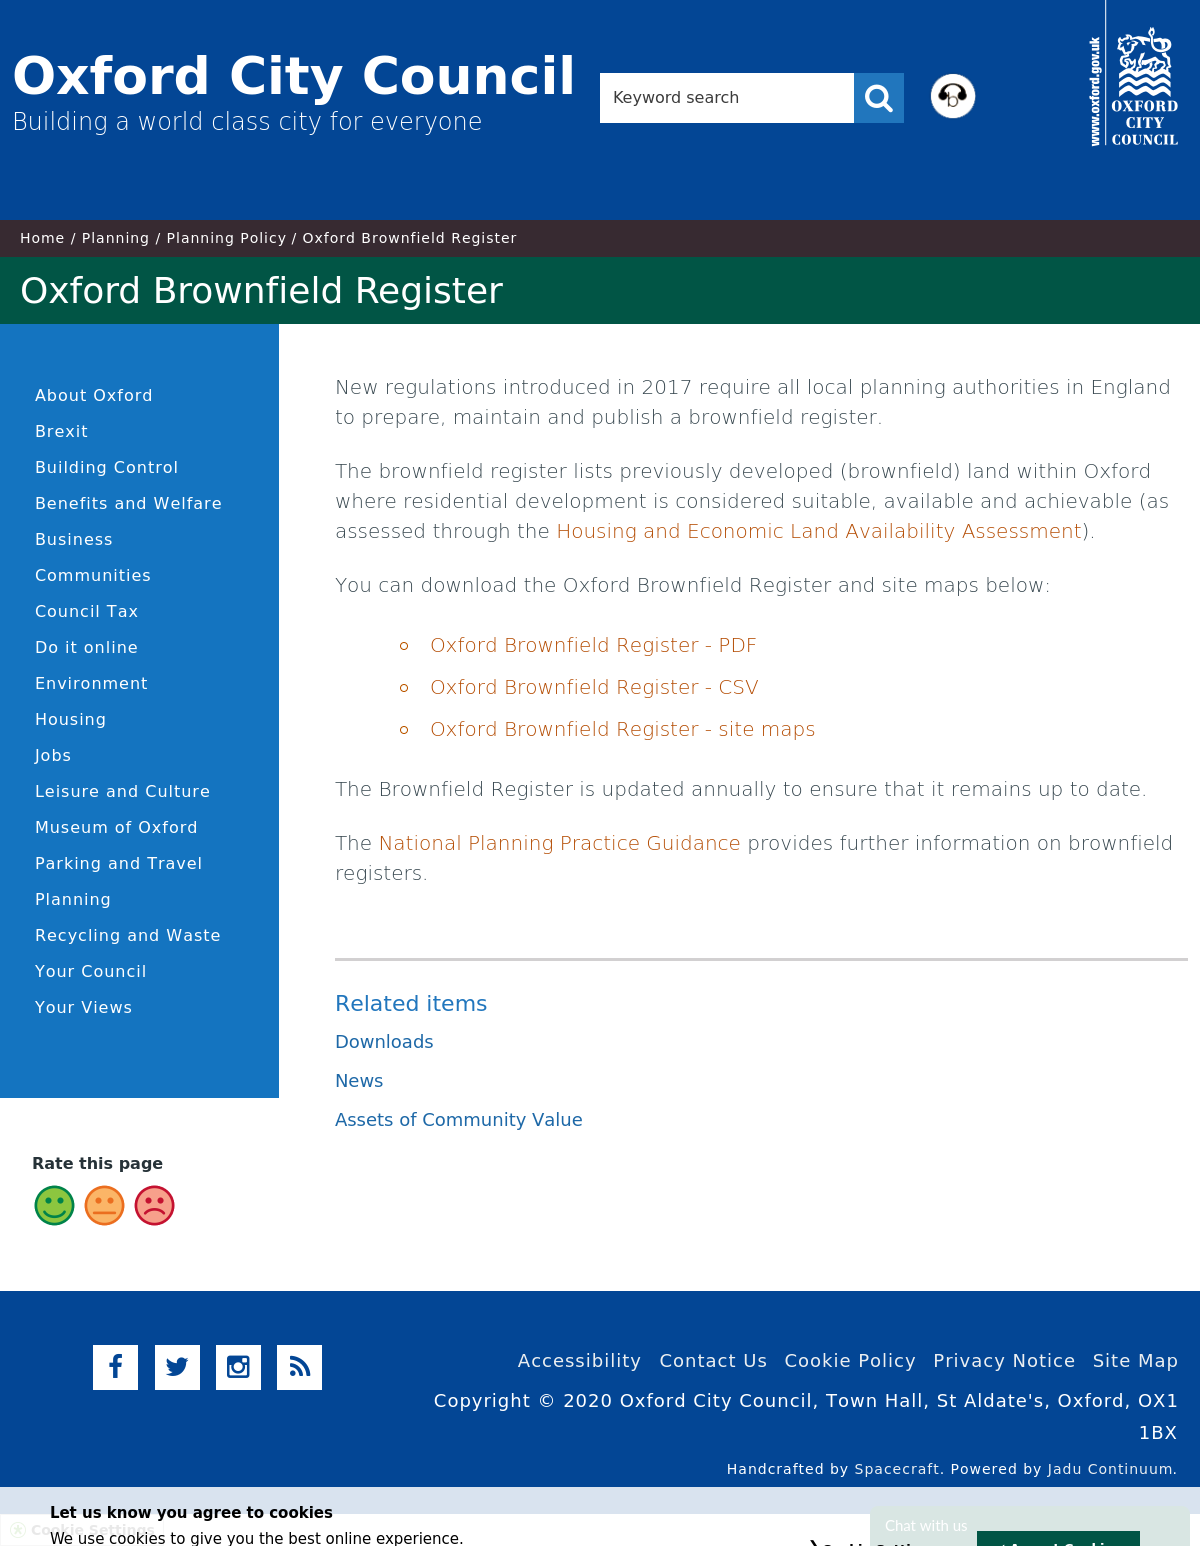 Oxford City Council
Building a world class city for everyone
Keyword search
www.oxford.gov.uk
OXFORD
CITY
COUNCIL
Home / Planning / Planning Policy / Oxford Brownfield Register
Oxford Brownfield Register
About Oxford
Brexit
Building Control
Benefits and Welfare
Business
Communities
Council Tax
Do it online
Environment
Housing
Jobs
Leisure and Culture
Museum of Oxford
Parking and Travel
Planning
Recycling and Waste
Your Council
Your Views
New regulations introduced in 2017 require all local planning authorities in England
to prepare, maintain and publish a brownfield register.
The brownfield register lists previously developed (brownfield) land within Oxford
where residential development is considered suitable, available and achievable (as
assessed through the Housing and Economic Land Availability Assessment).
You can download the Oxford Brownfield Register and site maps below:
Oxford Brownfield Register - PDF
Oxford Brownfield Register - CSV
Oxford Brownfield Register - site maps
The Brownfield Register is updated annually to ensure that it remains up to date.
The National Planning Practice Guidance provides further information on brownfield
registers.
Related items
Downloads
News
Assets of Community Value
Rate this page
Accessibility Contact Us Cookie Policy Privacy Notice Site Map
Copyright © 2020 Oxford City Council, Town Hall, St Aldate's, Oxford, OX1
1BX
Handcrafted by Spacecraft. Powered by Jadu Continuum.
Let us know you agree to cookies
Cookie Settings
We use cookies to give you the best online experience.
Chat with us